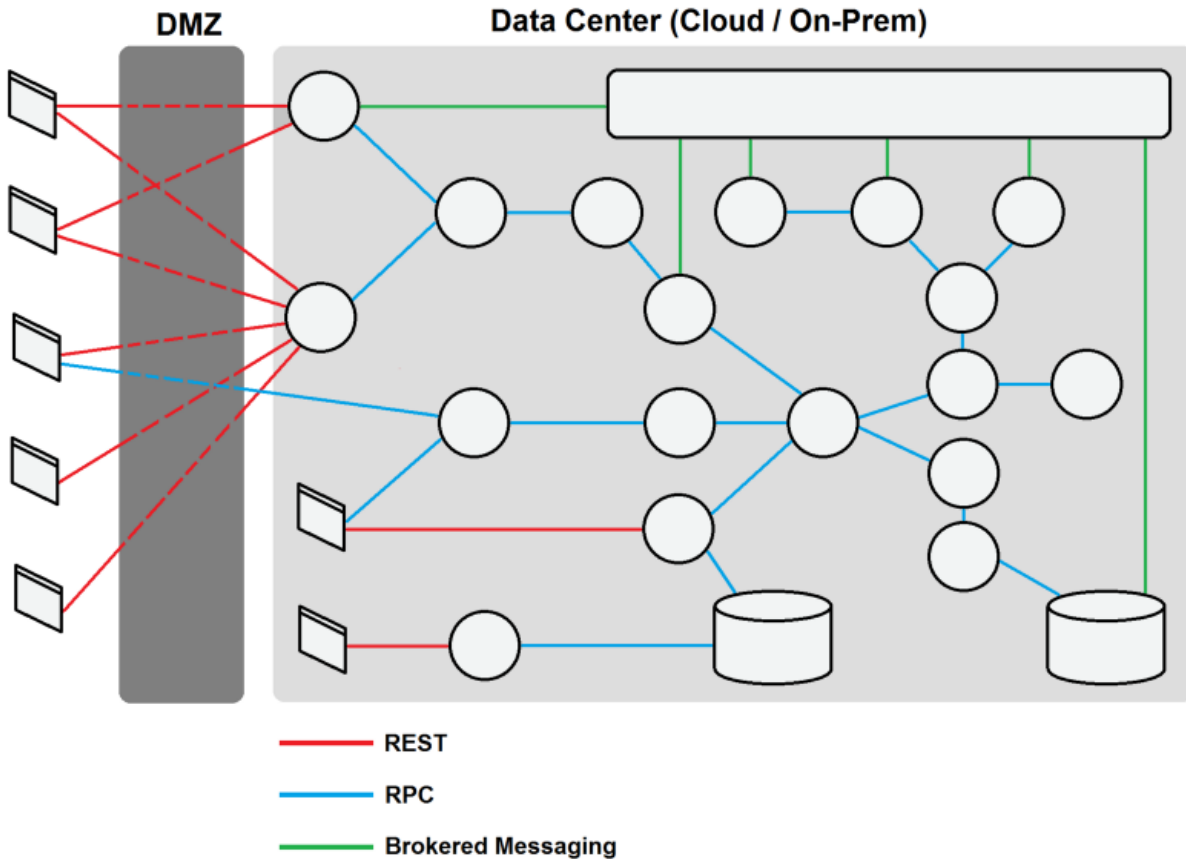 DMZ
Data Center (Cloud / On-Prem)
REST
RPC
Brokered Messaging